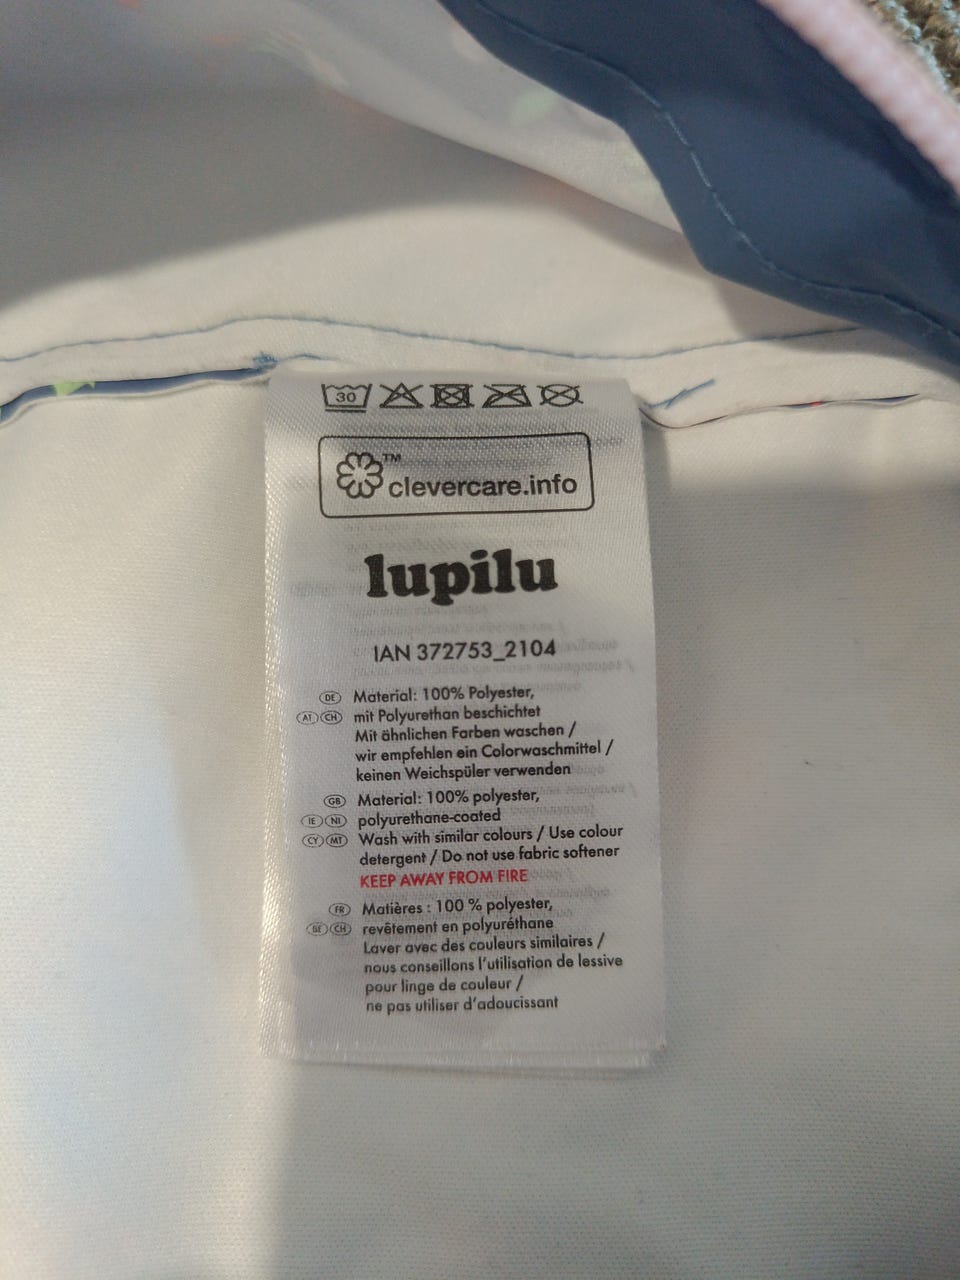 30
TM
clevercare.info
lupilu
IAN 372753_2104
DE Material: 100% Polyester,
AT CH mit Polyurethan beschichtet
Mit ähnlichen Farben waschen /
wir empfehlen ein Colorwaschmittel /
keinen Weichspüler verwenden
GB Material: 100% polyester,
IE NI polyurethane-coated
CY MT Wash with similar colours / Use colour
detergent / Do not use fabric softener
KEEP AWAY FROM FIRE
FR Matières : 100 % polyester,
BE CH revêtement en polyuréthane
Laver avec des couleurs similaires /
nous conseillons l'utilisation de lessive
pour linge de couleur /
ne pas utiliser d'adoucissant